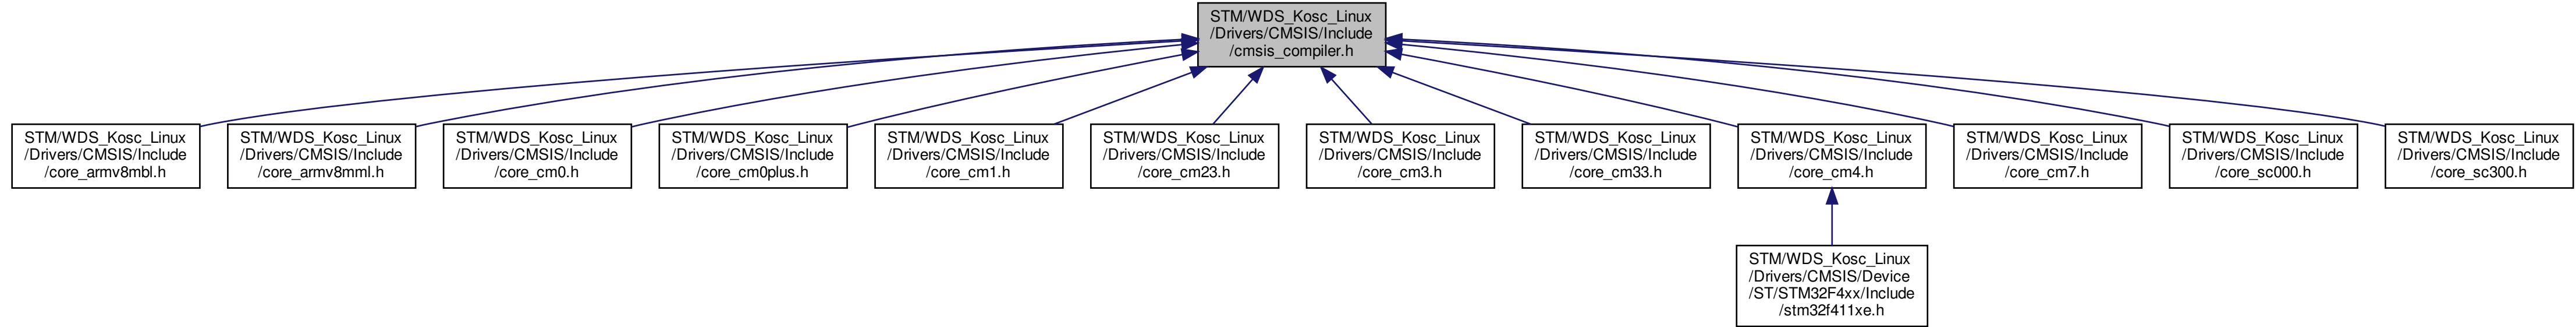 STM/WDS_Kosc_Linux
/Drivers/CMSIS/Include
/cmsis_compiler.h
STM/WDS_Kosc_Linux
/Drivers/CMSIS/Include
/core_armv8mbl.h
STM/WDS_Kosc_Linux
/Drivers/CMSIS/Include
/core_armv8mml.h
STM/WDS_Kosc_Linux
/Drivers/CMSIS/Include
/core_cm0.h
STM/WDS_Kosc_Linux
/Drivers/CMSIS/Include
/core_cm0plus.h
STM/WDS_Kosc_Linux
/Drivers/CMSIS/Include
/core_cm1.h
STM/WDS_Kosc_Linux
/Drivers/CMSIS/Include
/core_cm23.h
STM/WDS_Kosc_Linux
/Drivers/CMSIS/Include
/core_cm3.h
STM/WDS_Kosc_Linux
/Drivers/CMSIS/Include
/core_cm33.h
STM/WDS_Kosc_Linux
/Drivers/CMSIS/Include
/core_cm4.h
STM/WDS_Kosc_Linux
/Drivers/CMSIS/Include
/core_cm7.h
STM/WDS_Kosc_Linux
/Drivers/CMSIS/Include
/core_sc000.h
STM/WDS_Kosc_Linux
/Drivers/CMSIS/Include
/core_sc300.h
STM/WDS_Kosc_Linux
/Drivers/CMSIS/Device
/ST/STM32F4xx/Include
/stm32f411xe.h